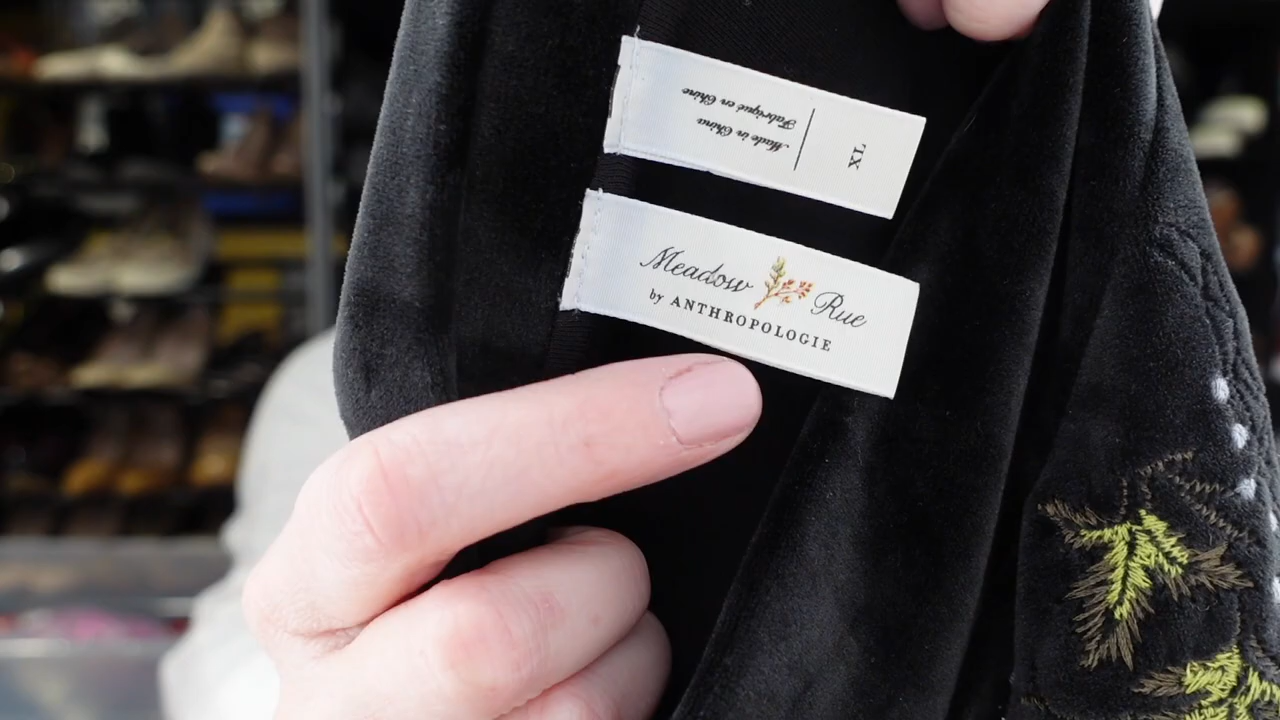 Made in China
Fabriqué en Chine
XL
Meadow Rue
by ANTHROPOLOGIE